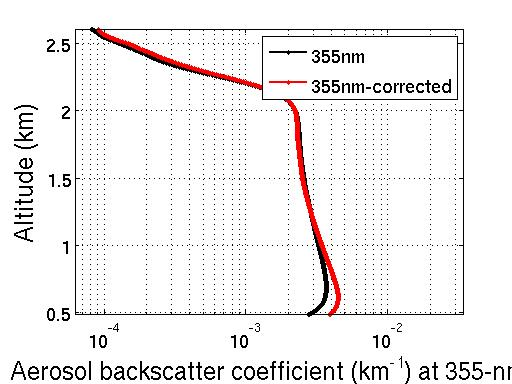 2.5
2
1.5
1
0.5
Altitude (km)
355nm
355nm-corrected
10⁻⁴
10⁻³
10⁻²
Aerosol backscatter coefficient (km⁻¹) at 355-nm